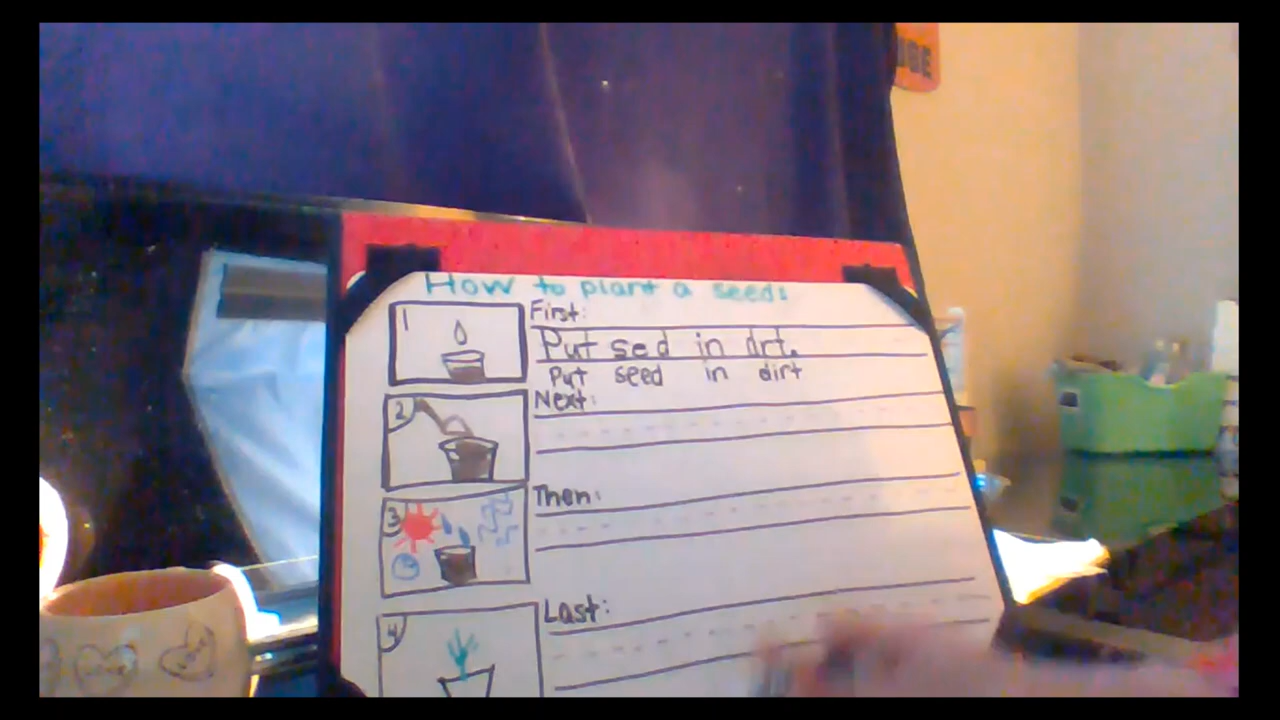 How to plant a seed:
1
First:
Put sed in drt.
Put seed in dirt
2
Next:
3
Then:
4
Last: